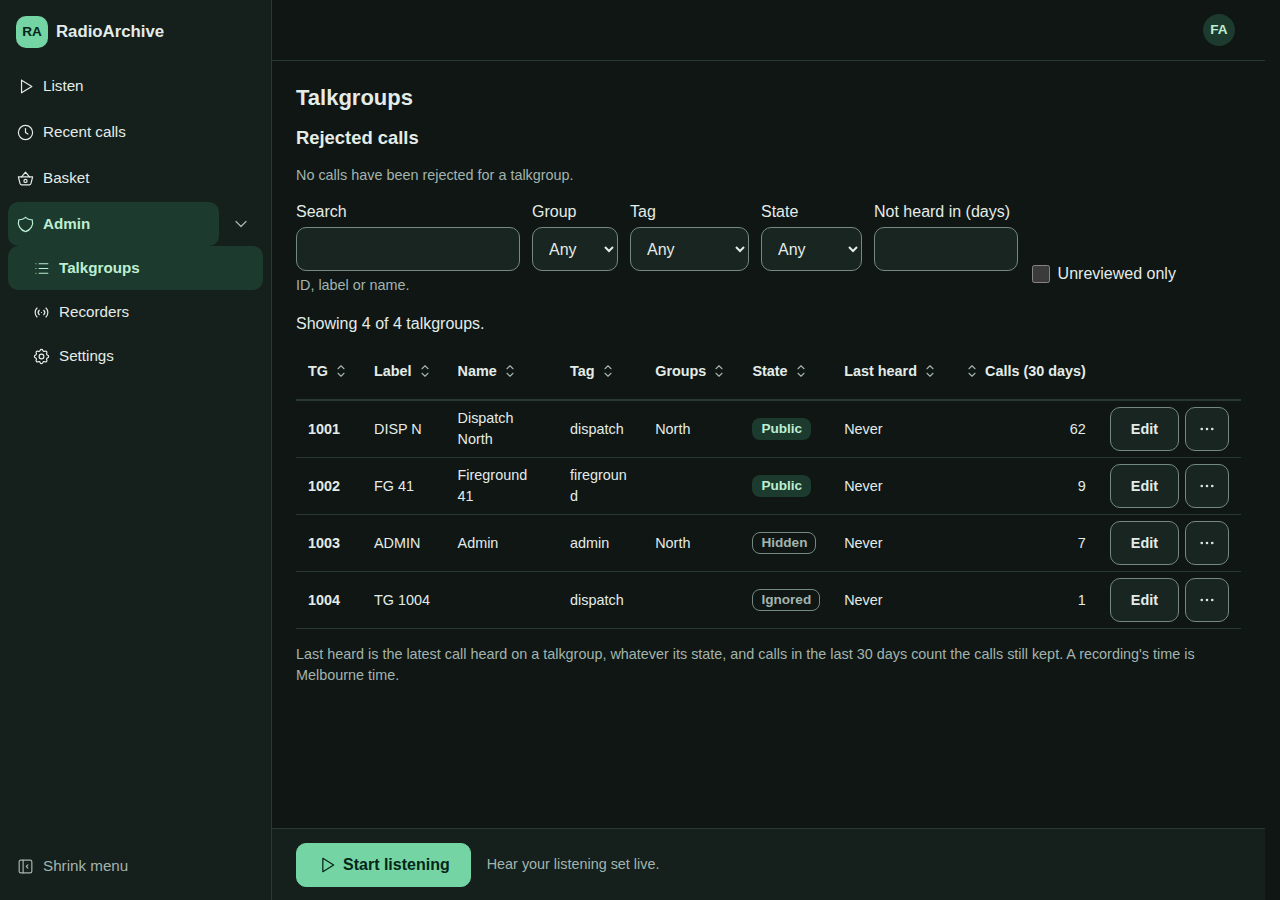 RA RadioArchive
FA
Listen
Recent calls
Basket
Admin
Talkgroups
Recorders
Settings
Shrink menu
Talkgroups
Rejected calls
No calls have been rejected for a talkgroup.
Search Group Tag State Not heard in (days)
Any Any Any
ID, label or name.
Unreviewed only
Showing 4 of 4 talkgroups.
TG Label Name Tag Groups State Last heard Calls (30 days)
1001 DISP N Dispatch North dispatch North Public Never 62 Edit ...
1002 FG 41 Fireground 41 fireground Public Never 9 Edit ...
1003 ADMIN Admin admin North Hidden Never 7 Edit ...
1004 TG 1004 dispatch Ignored Never 1 Edit ...
Last heard is the latest call heard on a talkgroup, whatever its state, and calls in the last 30 days count the calls still kept. A recording's time is
Melbourne time.
Start listening Hear your listening set live.